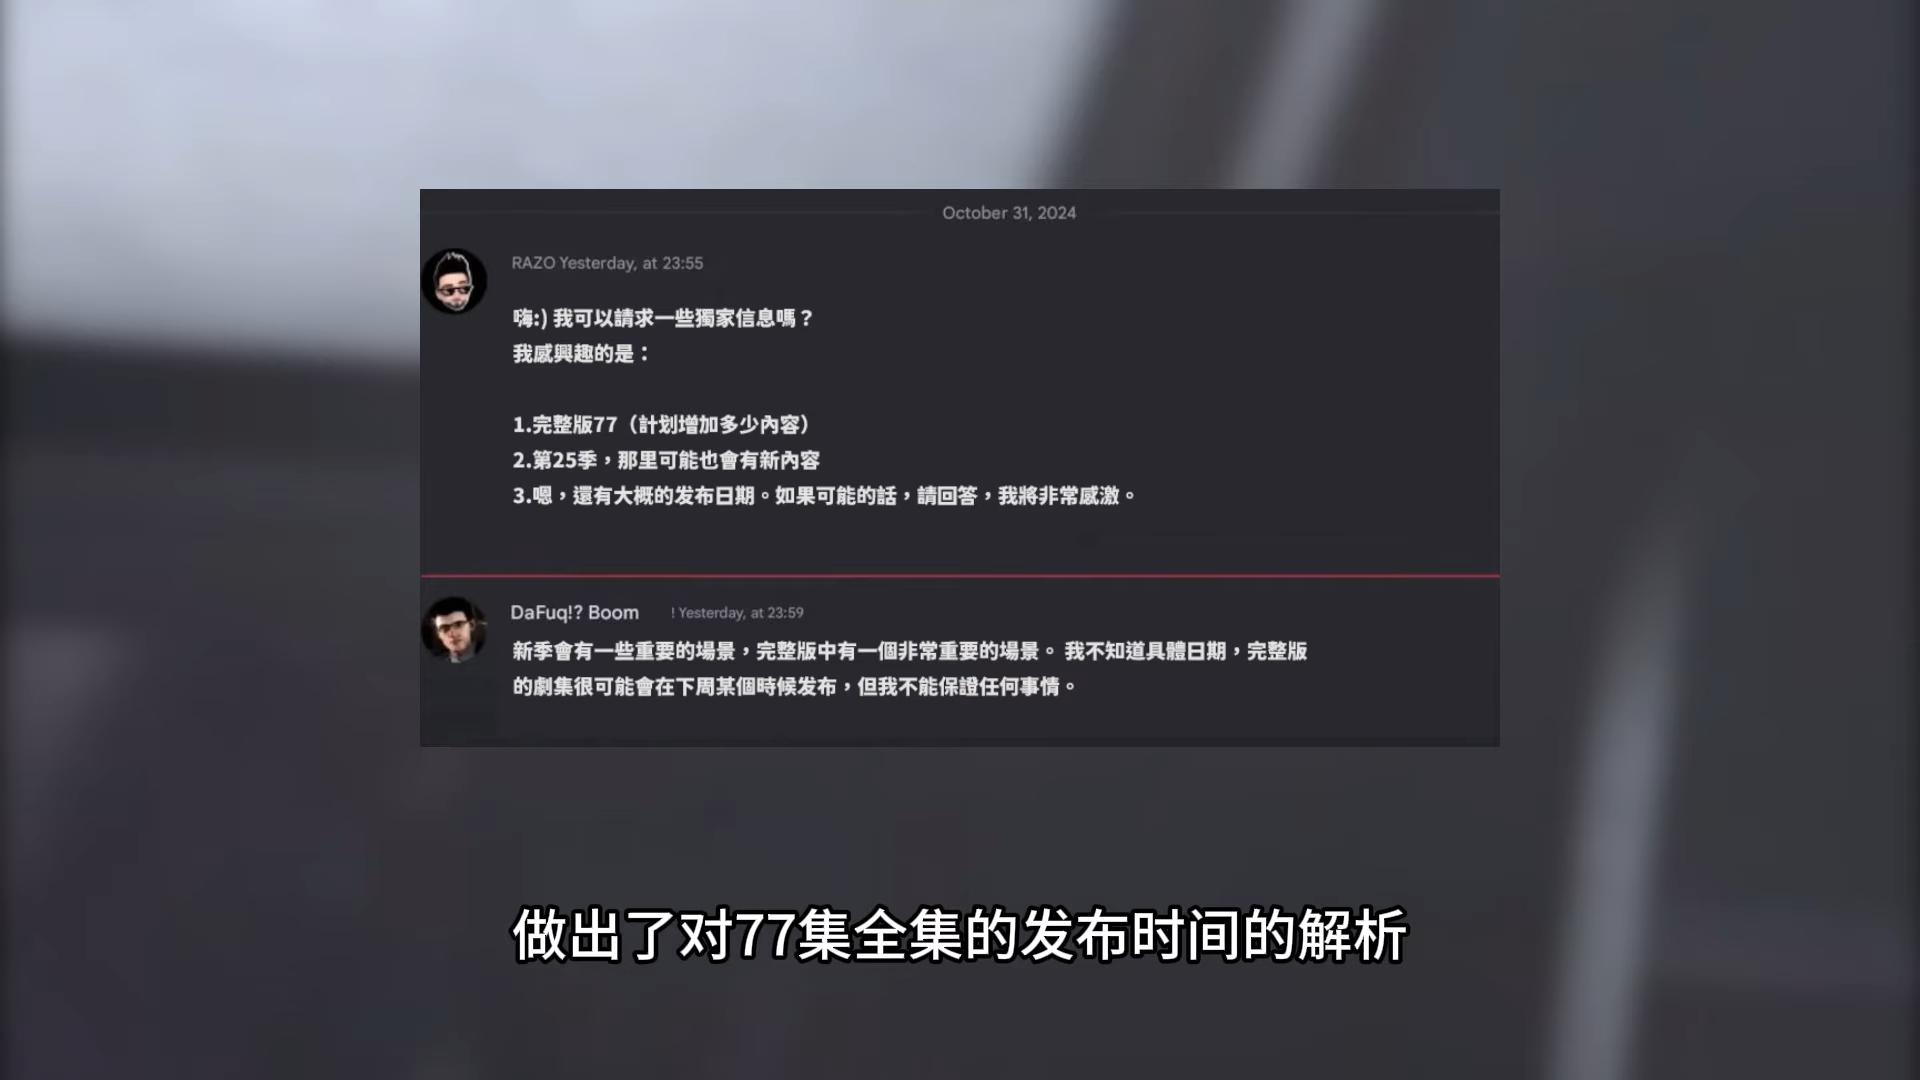 October 31, 2024
RAZO Yesterday, at 23:55
嗨:) 我可以請求一些獨家信息嗎？
我感興趣的是：
1.完整版77（計划增加多少內容）
2.第25季，那里可能也會有新內容
3.嗯，還有大概的发布日期。如果可能的話，請回答，我將非常感激。
DaFuq!? Boom ! Yesterday, at 23:59
新季會有一些重要的場景，完整版中有一個非常重要的場景。 我不知道具體日期，完整版
的劇集很可能會在下周某個時候发布，但我不能保證任何事情。
做出了对77集全集的发布时间的解析